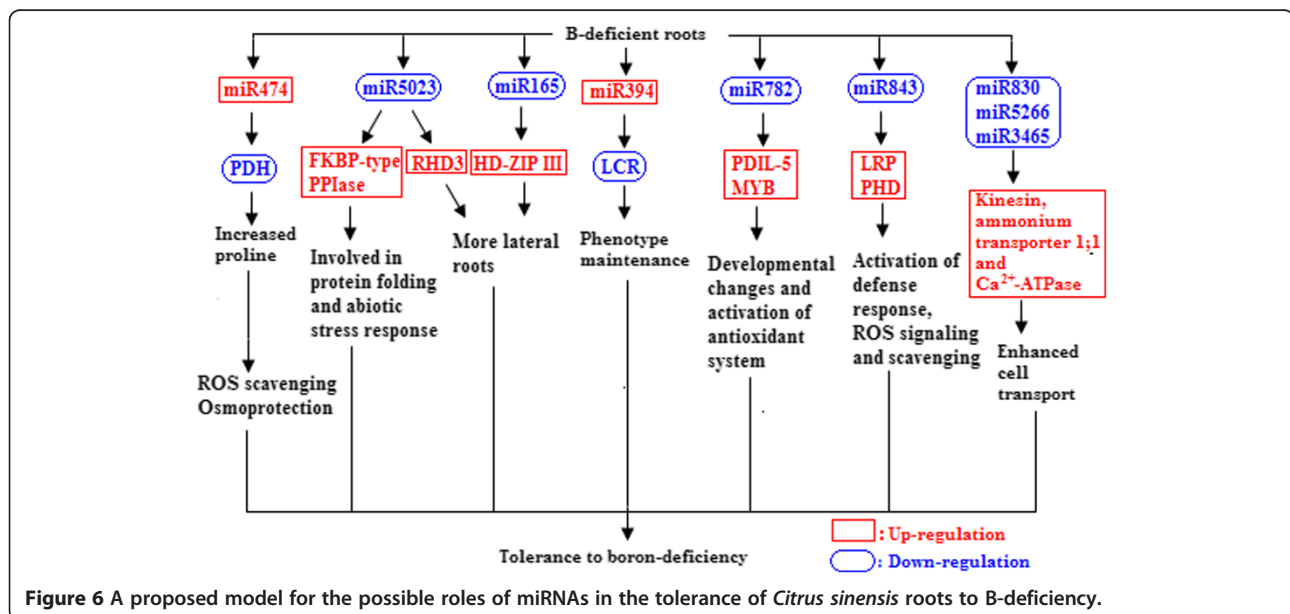 B-deficient roots
miR474
miR5023
miR165
miR394
miR782
miR843
miR830
miR5266
miR3465
PDH
FKBP-type
PPIase
RHD3
HD-ZIP III
LCR
PDIL-5
MYB
LRP
PHD
Kinesin,
ammonium
transporter 1;1
and
Ca²⁺-ATPase
Increased
proline
Involved in
protein folding
and abiotic
stress response
More lateral
roots
Phenotype
maintenance
Developmental
changes and
activation of
antioxidant
system
Activation of
defense
response,
ROS signaling
and scavenging
Enhanced
cell
transport
ROS scavenging
Osmoprotection
Tolerance to boron-deficiency
: Up-regulation
: Down-regulation
Figure 6 A proposed model for the possible roles of miRNAs in the tolerance of Citrus sinensis roots to B-deficiency.